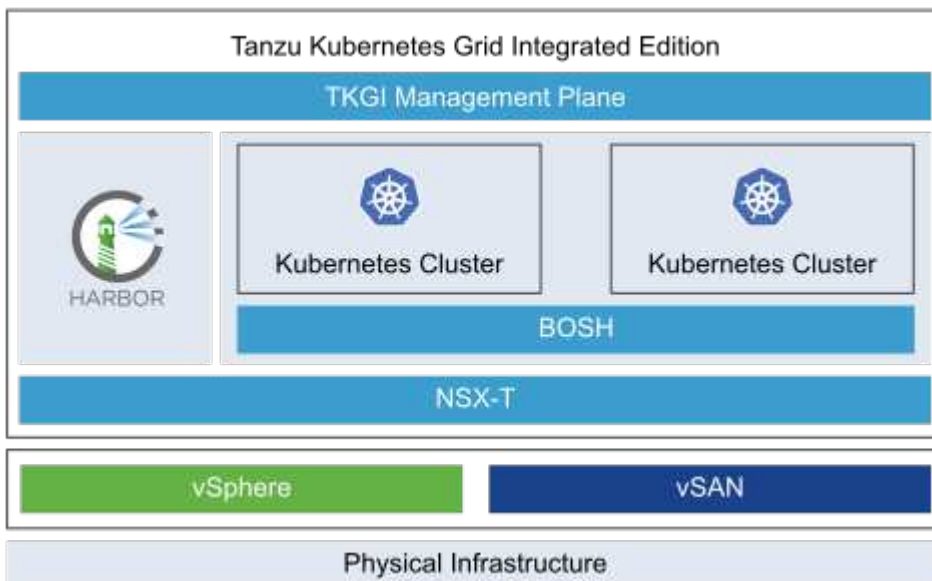 Tanzu Kubernetes Grid Integrated Edition
TKGI Management Plane
HARBOR
Kubernetes Cluster
Kubernetes Cluster
BOSH
NSX-T
vSphere
vSAN
Physical Infrastructure